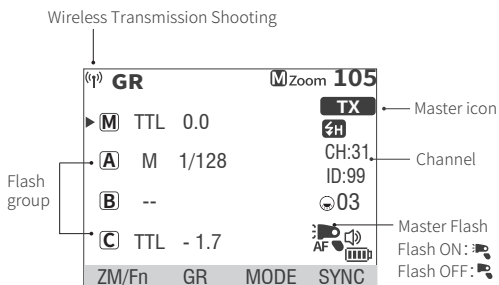 Wireless Transmission Shooting
GR M Zoom 105
TX
Master icon
M TTL 0.0
H
A M 1/128
CH:31
Channel
ID:99
Flash
group
B --
03
Master Flash
C TTL - 1.7
AF
Flash ON:
Flash OFF:
ZM/Fn GR MODE SYNC